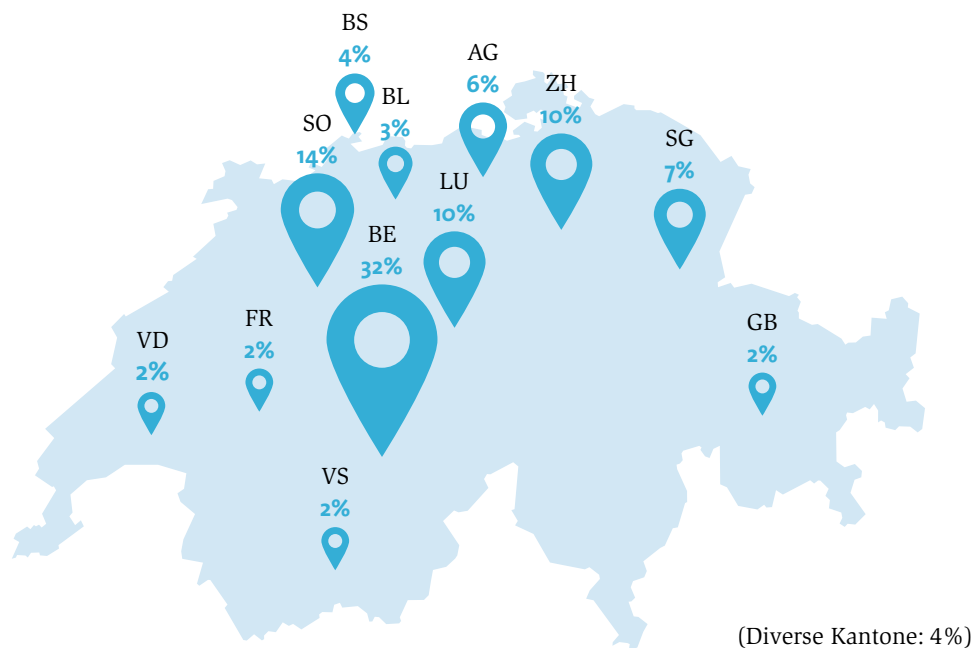 BS
4%
AG
6%
ZH
10%
BL
3%
SO
14%
SG
7%
LU
10%
BE
32%
FR
2%
GB
2%
VD
2%
VS
2%
(Diverse Kantone: 4%)